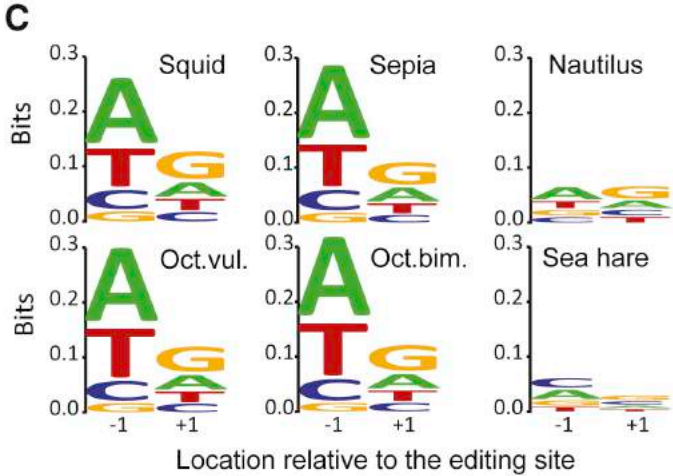 C
Squid
Sepia
Nautilus
Bits
0.3
0.2
0.1
0.0
A
T
C
G
G
A
T
C
0.3
0.2
0.1
0.0
A
T
C
G
G
A
T
C
0.3
0.2
0.1
0.0
A
T
G
C
G
A
C
T
Oct.vul.
Oct.bim.
Sea hare
Bits
0.3
0.2
0.1
0.0
A
T
C
G
G
A
T
C
-1
+1
0.3
0.2
0.1
0.0
A
T
C
G
G
A
T
C
-1
+1
0.3
0.2
0.1
0.0
C
A
G
T
G
C
A
T
-1
+1
Location relative to the editing site